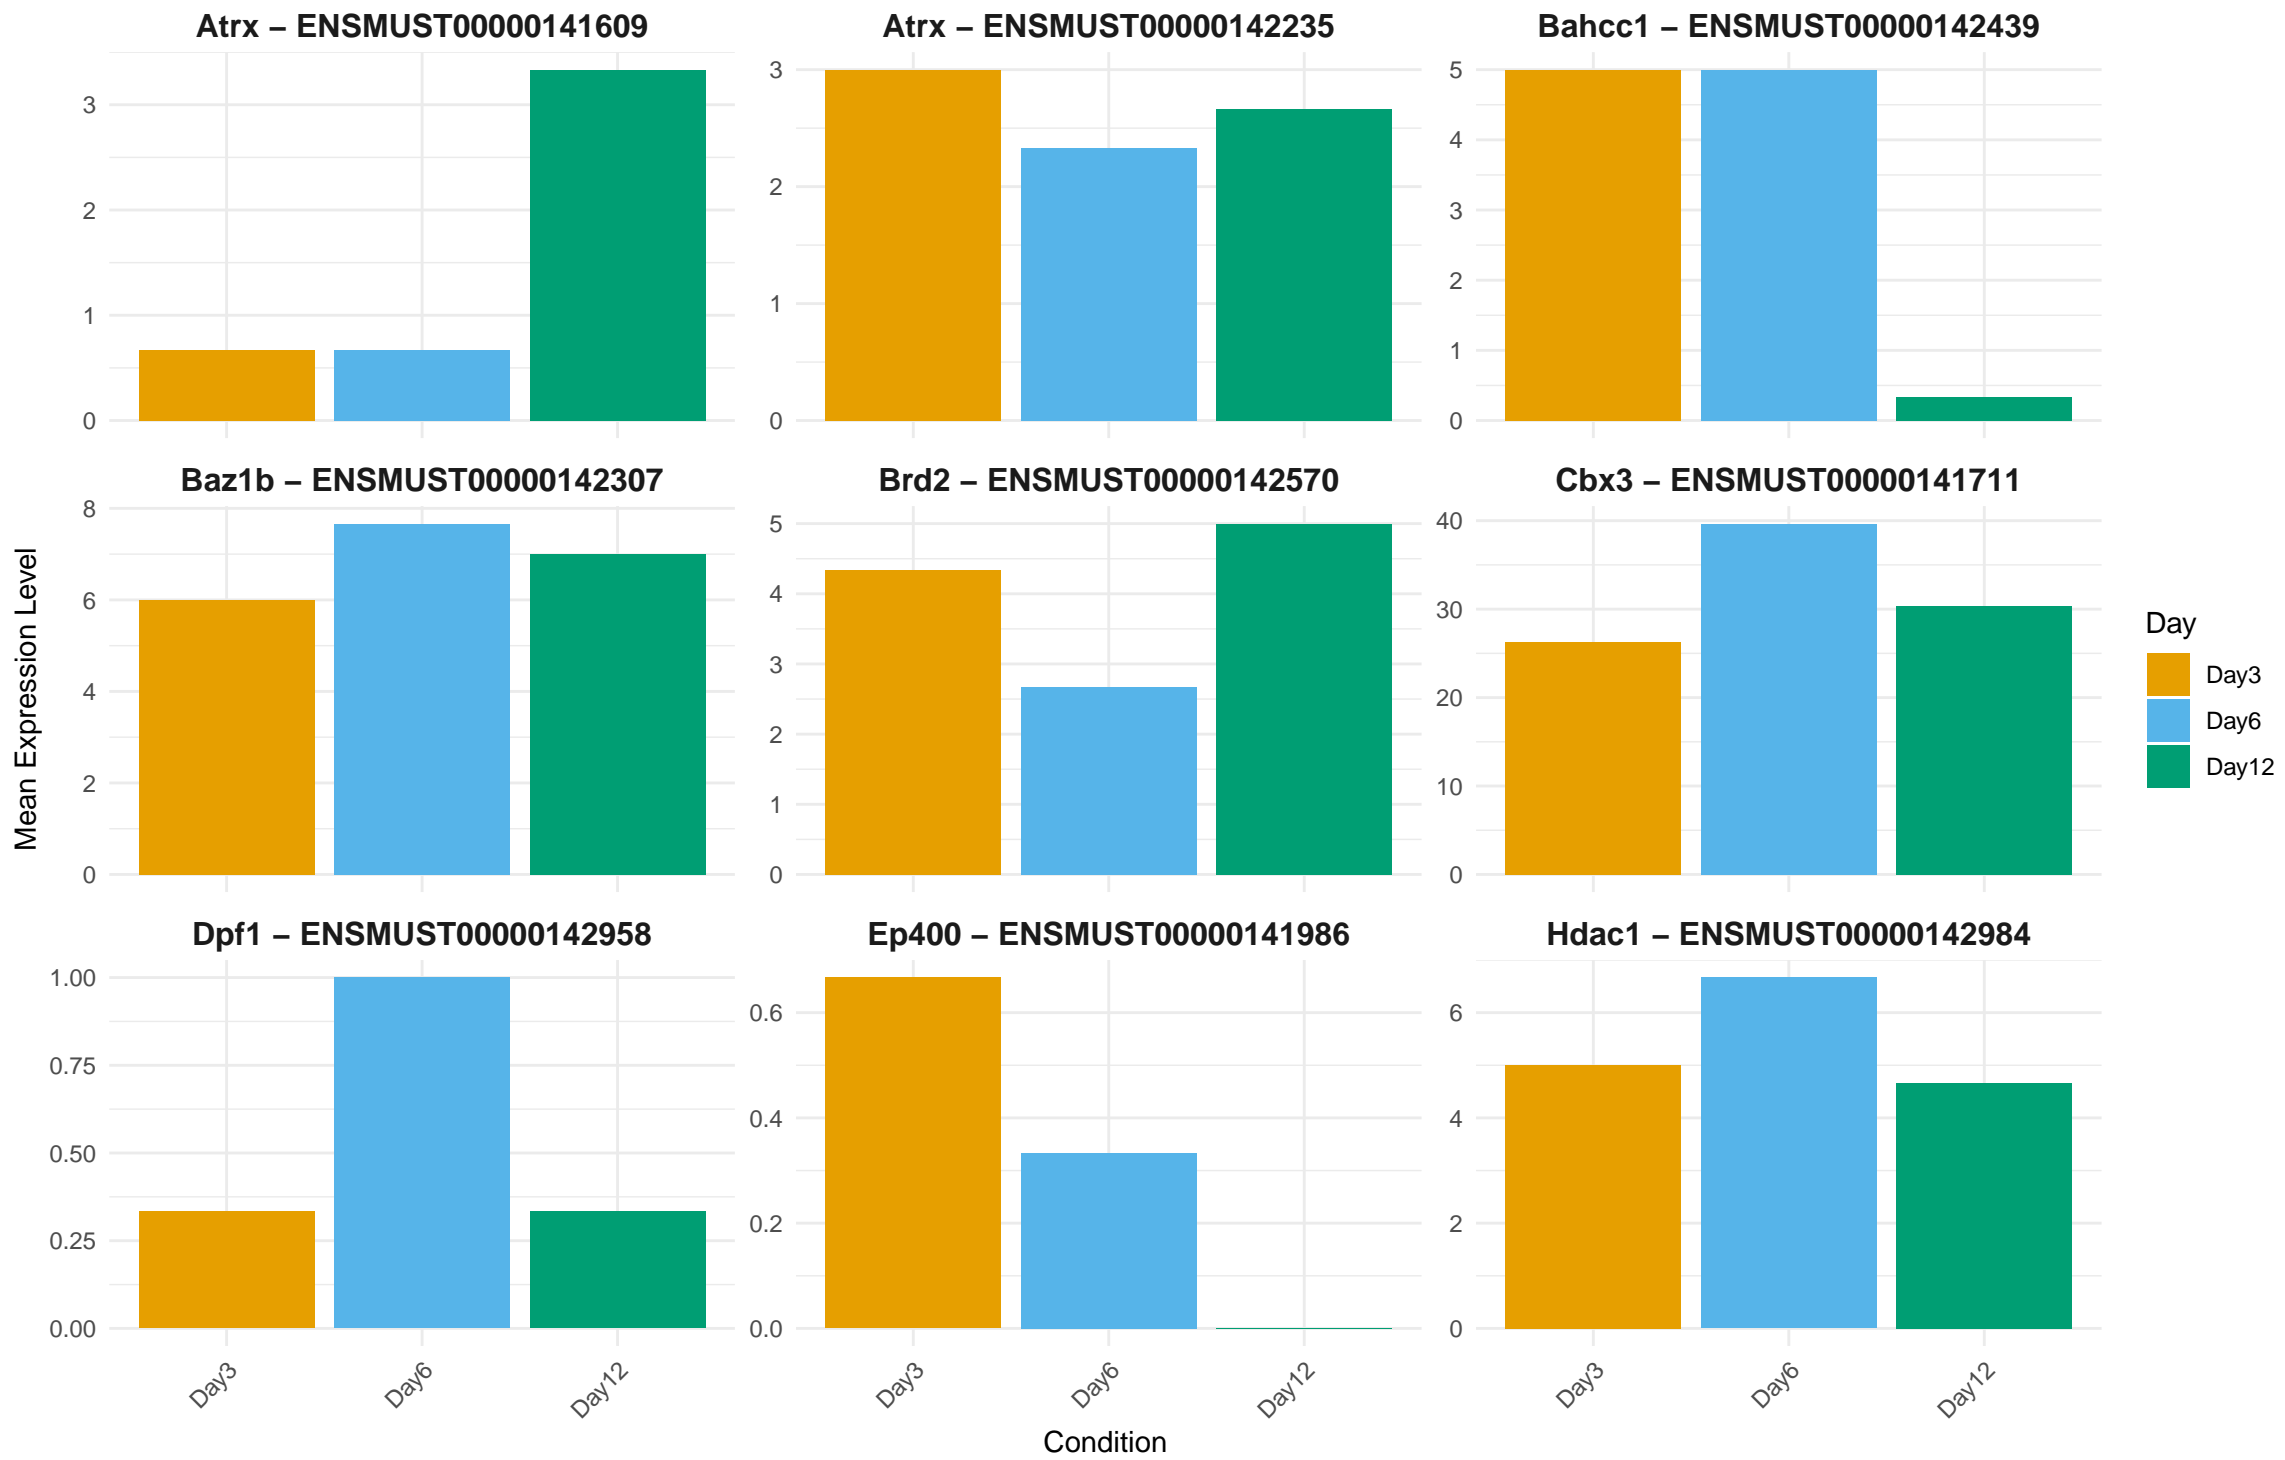 Atrx – ENSMUST00000141609
Atrx – ENSMUST00000142235
Bahcc1 – ENSMUST00000142439
3
2
1
0
3
2
1
0
5
4
3
2
1
0
Baz1b – ENSMUST00000142307
Brd2 – ENSMUST00000142570
Cbx3 – ENSMUST00000141711
8
6
4
2
0
5
4
3
2
1
0
40
30
20
10
0
Dpf1 – ENSMUST00000142958
Ep400 – ENSMUST00000141986
Hdac1 – ENSMUST00000142984
1.00
0.75
0.50
0.25
0.00
0.6
0.4
0.2
0.0
6
4
2
0
Day3
Day6
Day12
Day3
Day6
Day12
Day3
Day6
Day12
Condition
Mean Expression Level
Day
Day3
Day6
Day12